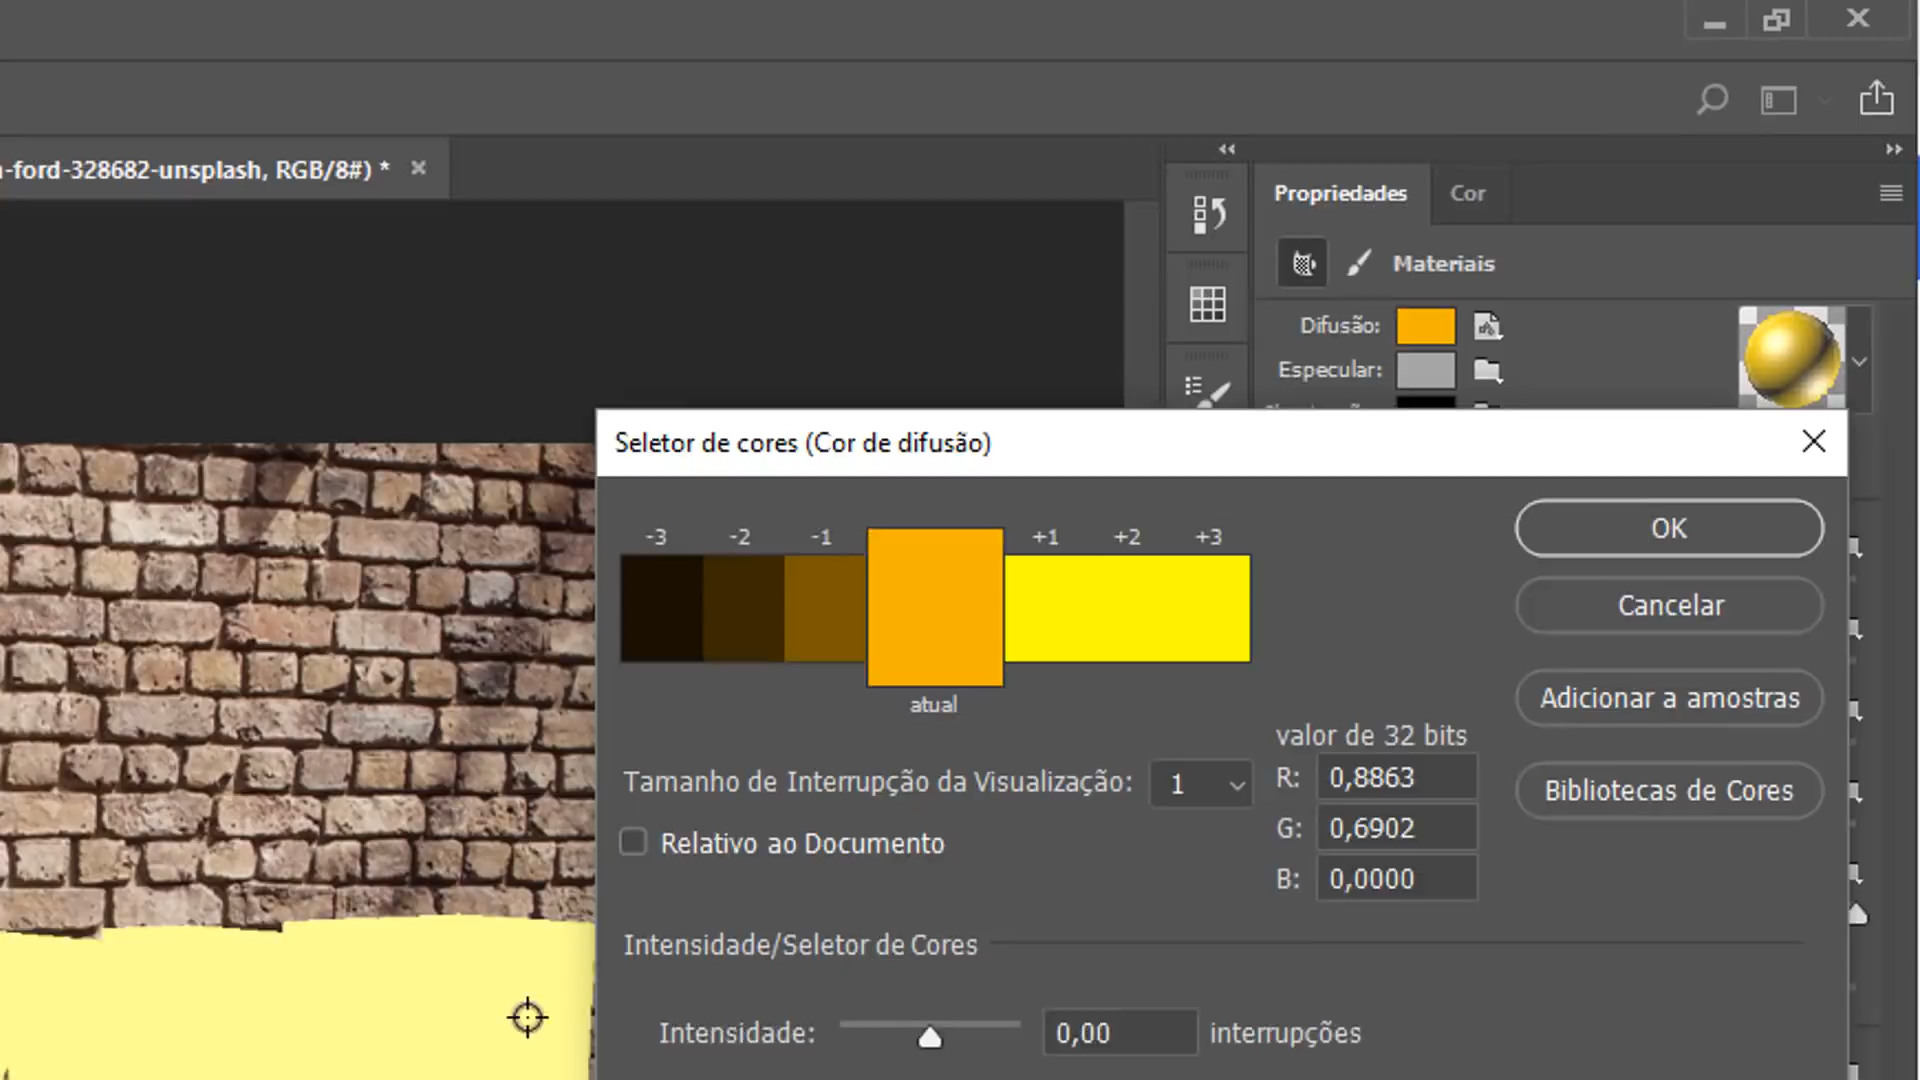 -ford-328682-unsplash, RGB/8#) *
Propriedades
Cor
Materiais
Difusão:
Especular:
Seletor de cores (Cor de difusão)
-3
-2
-1
+1
+2
+3
atual
OK
Cancelar
Adicionar a amostras
Bibliotecas de Cores
valor de 32 bits
Tamanho de Interrupção da Visualização:
1
R:
0,8863
G:
0,6902
B:
0,0000
Relativo ao Documento
Intensidade/Seletor de Cores
Intensidade:
0,00
interrupções